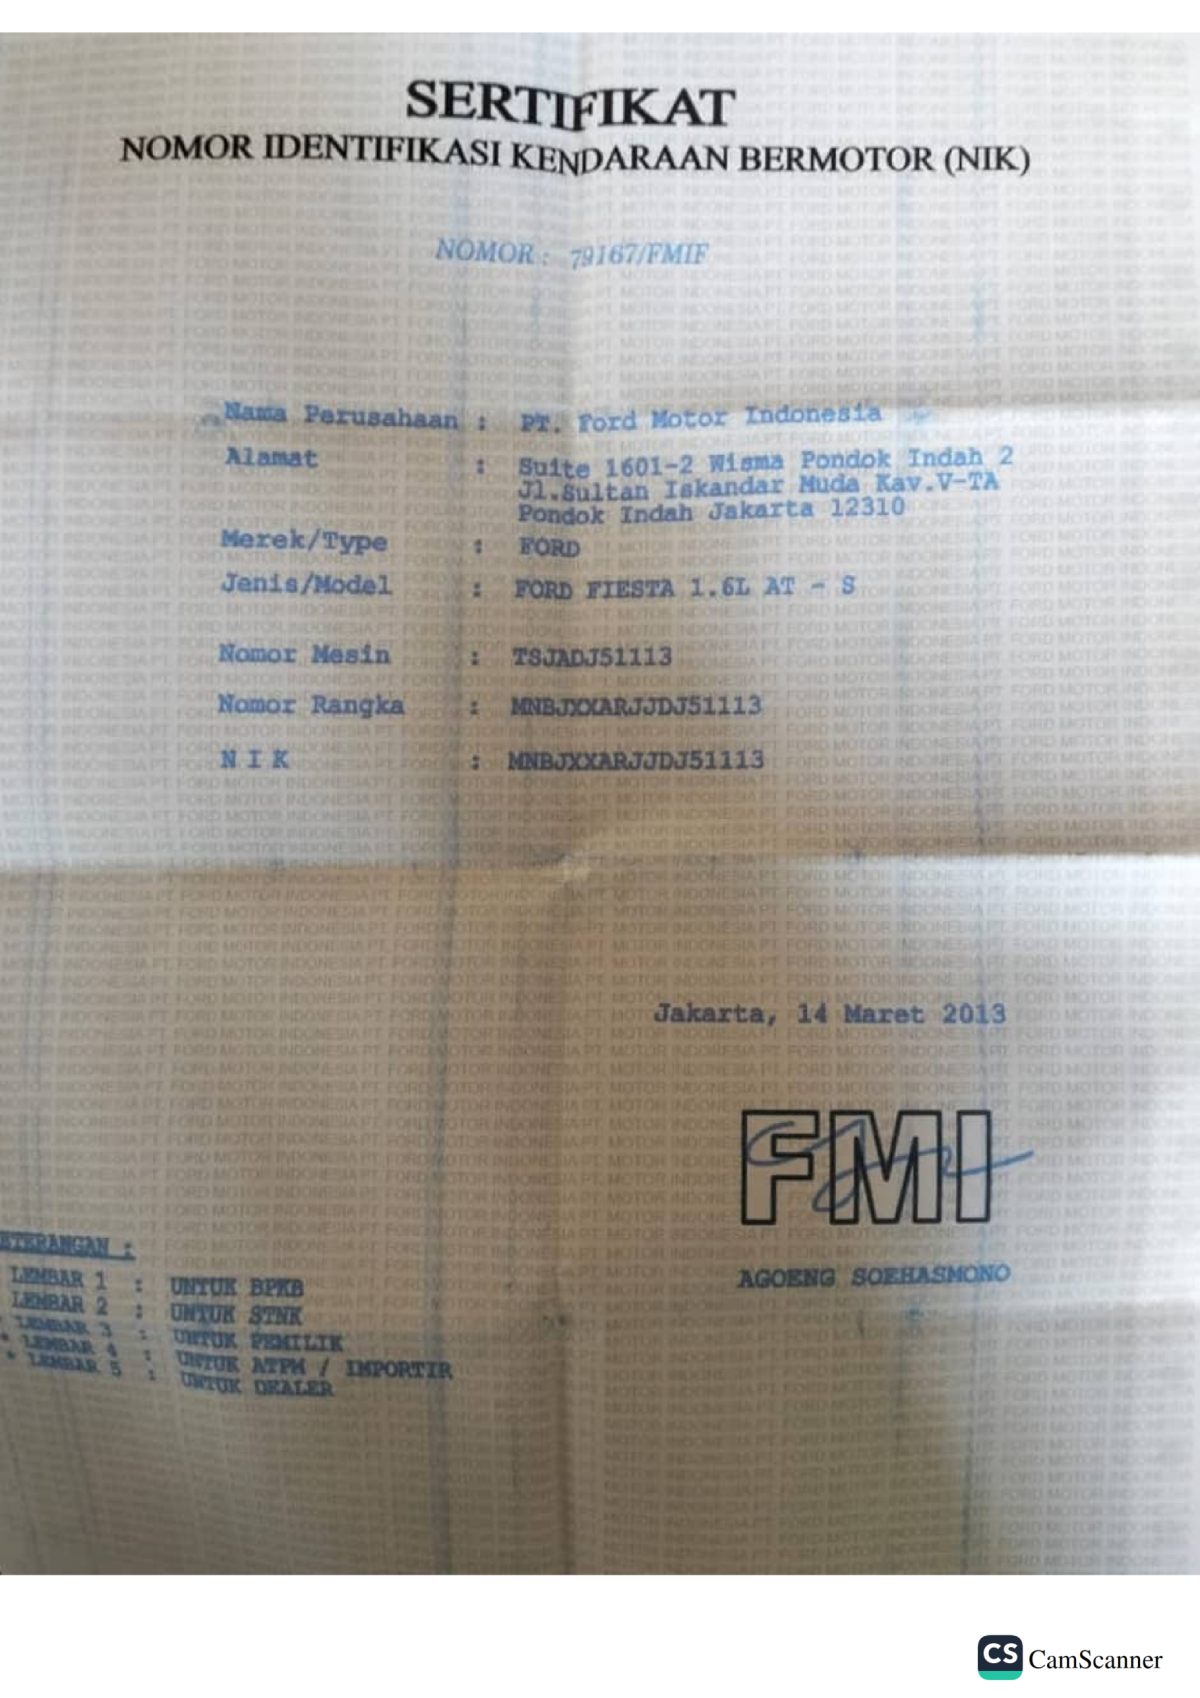 SERTIFIKAT
NOMOR IDENTIFIKASI KENDARAAN BERMOTOR (NIK)
NOMOR : 79167/FMIF
Nama Perusahaan : PT. Ford Motor Indonesia
Alamat : Suite 1601-2 Wisma Pondok Indah 2
Jl.Sultan Iskandar Muda Kav.V-TA
Pondok Indah Jakarta 12310
Merek/Type : FORD
Jenis/Model : FORD FIESTA 1.6L AT - S
Nomor Mesin : TSJADJ51113
Nomor Rangka : MNBJXXARJJDJ51113
N I K : MNBJXXARJJDJ51113
Jakarta, 14 Maret 2013
FMI
AGOENG SOEHASMONO
ETERANGAN :
LEMBAR 1 : UNTUK BPKB
LEMBAR 2 : UNTUK STNK
LEMBAR 3 : UNTUK PEMILIK
* LEMBAR 4 : UNTUK ATPM / IMPORTIR
* LEMBAR 5 : UNTUK DEALER
CS CamScanner